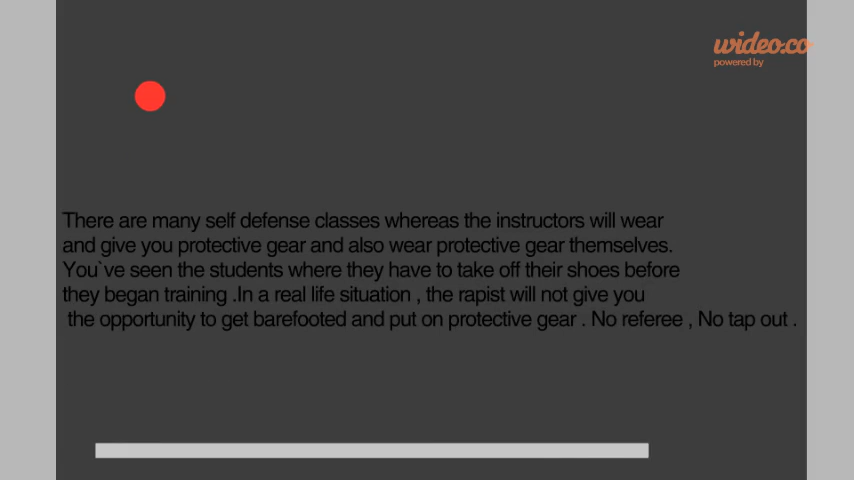 wideo.co
powered by
There are many self defense classes whereas the instructors will wear
and give you protective gear and also wear protective gear themselves.
You`ve seen the students where they have to take off their shoes before
they began training .In a real life situation , the rapist will not give you
the opportunity to get barefooted and put on protective gear . No referee , No tap out .